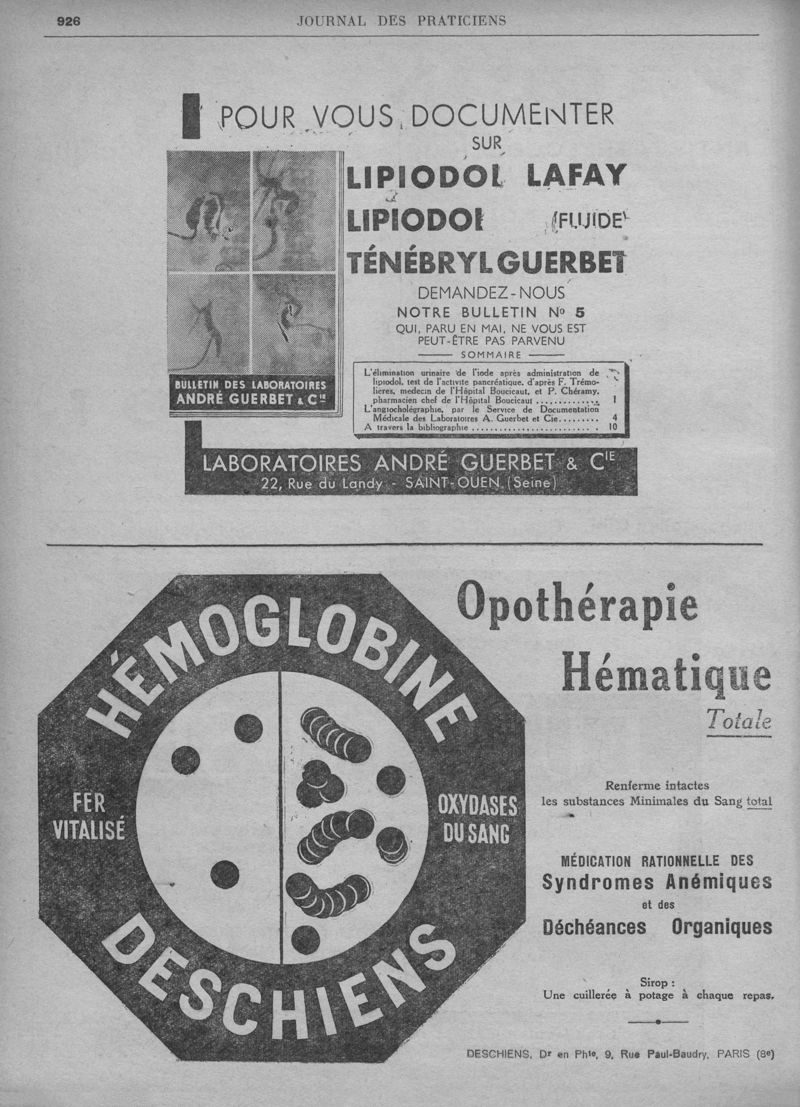 926
JOURNAL DES PRATICIENS
POUR VOUS DOCUMENTER
SUR
LIPIODOL LAFAY
&
LIPIODOL (FLUIDE)
TÉNÉBRYL GUERBET
DEMANDEZ-NOUS
NOTRE BULLETIN No 5
QUI, PARU EN MAI, NE VOUS EST
PEUT-ÊTRE PAS PARVENU
SOMMAIRE
L'élimination urinaire de l'iode après administration de
lipiodol, test de l'activite pancréatique, d'après F. Trémo-
lieres, medecin de l'Hôpital Boucicaut, et P. Chéramy,
pharmacien chef de l'Hôpital Boucicaut ............. 1
L'angiocholégraphie, par le Service de Documentation
Médicale des Laboratoires A. Guerbet et Cie......... 4
A travers la bibliographie .......................... 10
BULLETIN DES LABORATOIRES
ANDRÉ GUERBET & Cie
LABORATOIRES ANDRÉ GUERBET & CIE
22, Rue du Landy - SAINT-OUEN (Seine)
HÉMOGLOBINE
FER
VITALISÉ
OXYDASES
DU SANG
DESCHIENS
Opothérapie
Hématique
Totale
Renferme intactes
les substances Minimales du Sang total
MÉDICATION RATIONNELLE DES
Syndromes Anémiques
et des
Déchéances Organiques
Sirop :
Une cuillerée à potage à chaque repas.
DESCHIENS, Dr en Phie, 9, Rue Paul-Baudry, PARIS (8e)